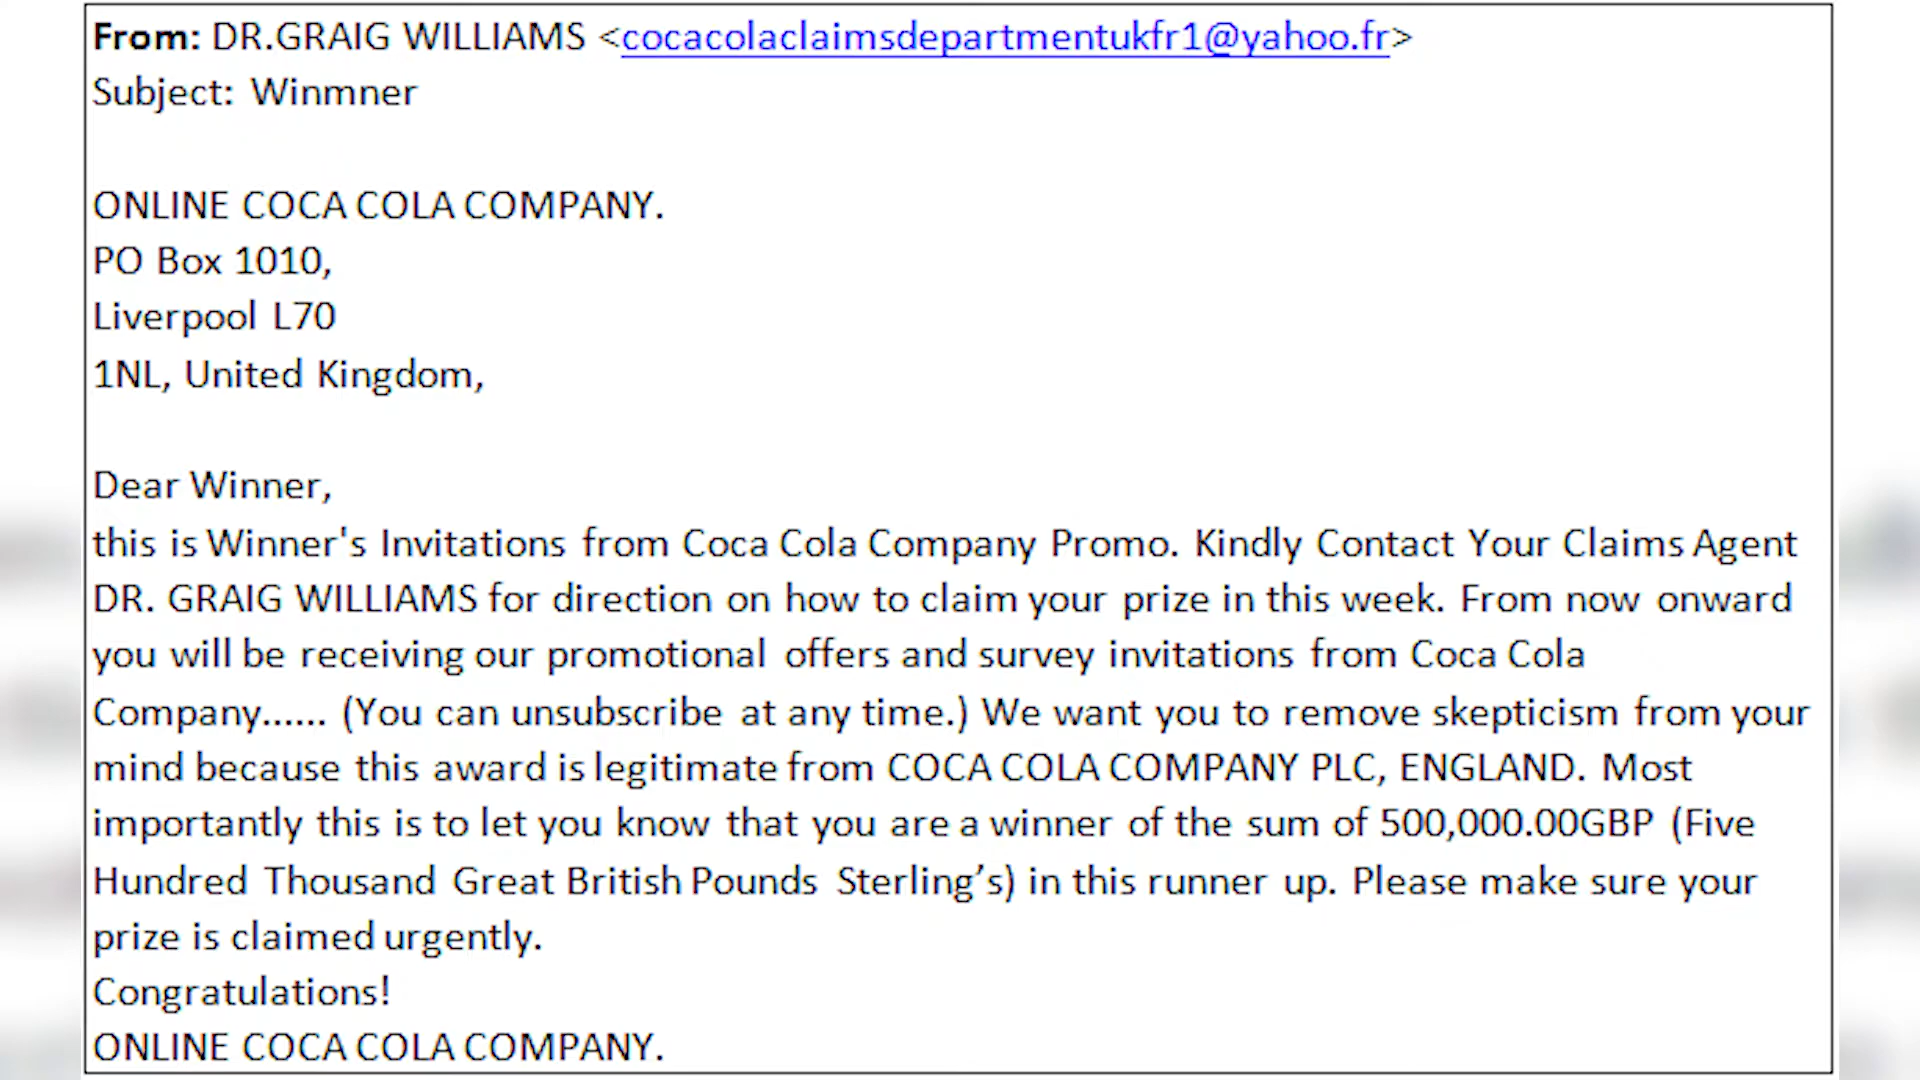 From: DR.GRAIG WILLIAMS <cocacolaclaimsdepartmentukfr1@yahoo.fr>
Subject: Winmner
ONLINE COCA COLA COMPANY.
PO Box 1010,
Liverpool L70
1NL, United Kingdom,
Dear Winner,
this is Winner's Invitations from Coca Cola Company Promo. Kindly Contact Your Claims Agent
DR. GRAIG WILLIAMS for direction on how to claim your prize in this week. From now onward
you will be receiving our promotional offers and survey invitations from Coca Cola
Company...... (You can unsubscribe at any time.) We want you to remove skepticism from your
mind because this award is legitimate from COCA COLA COMPANY PLC, ENGLAND. Most
importantly this is to let you know that you are a winner of the sum of 500,000.00GBP (Five
Hundred Thousand Great British Pounds Sterling’s) in this runner up. Please make sure your
prize is claimed urgently.
Congratulations!
ONLINE COCA COLA COMPANY.